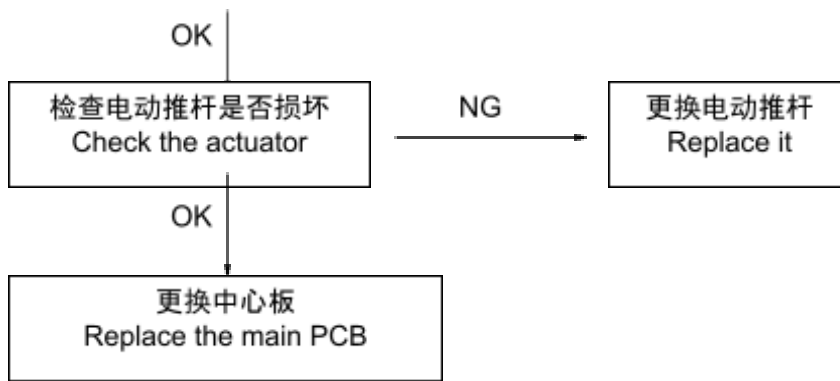 OK
检查电动推杆是否损坏
Check the actuator
NG
更换电动推杆
Replace it
OK
更换中心板
Replace the main PCB